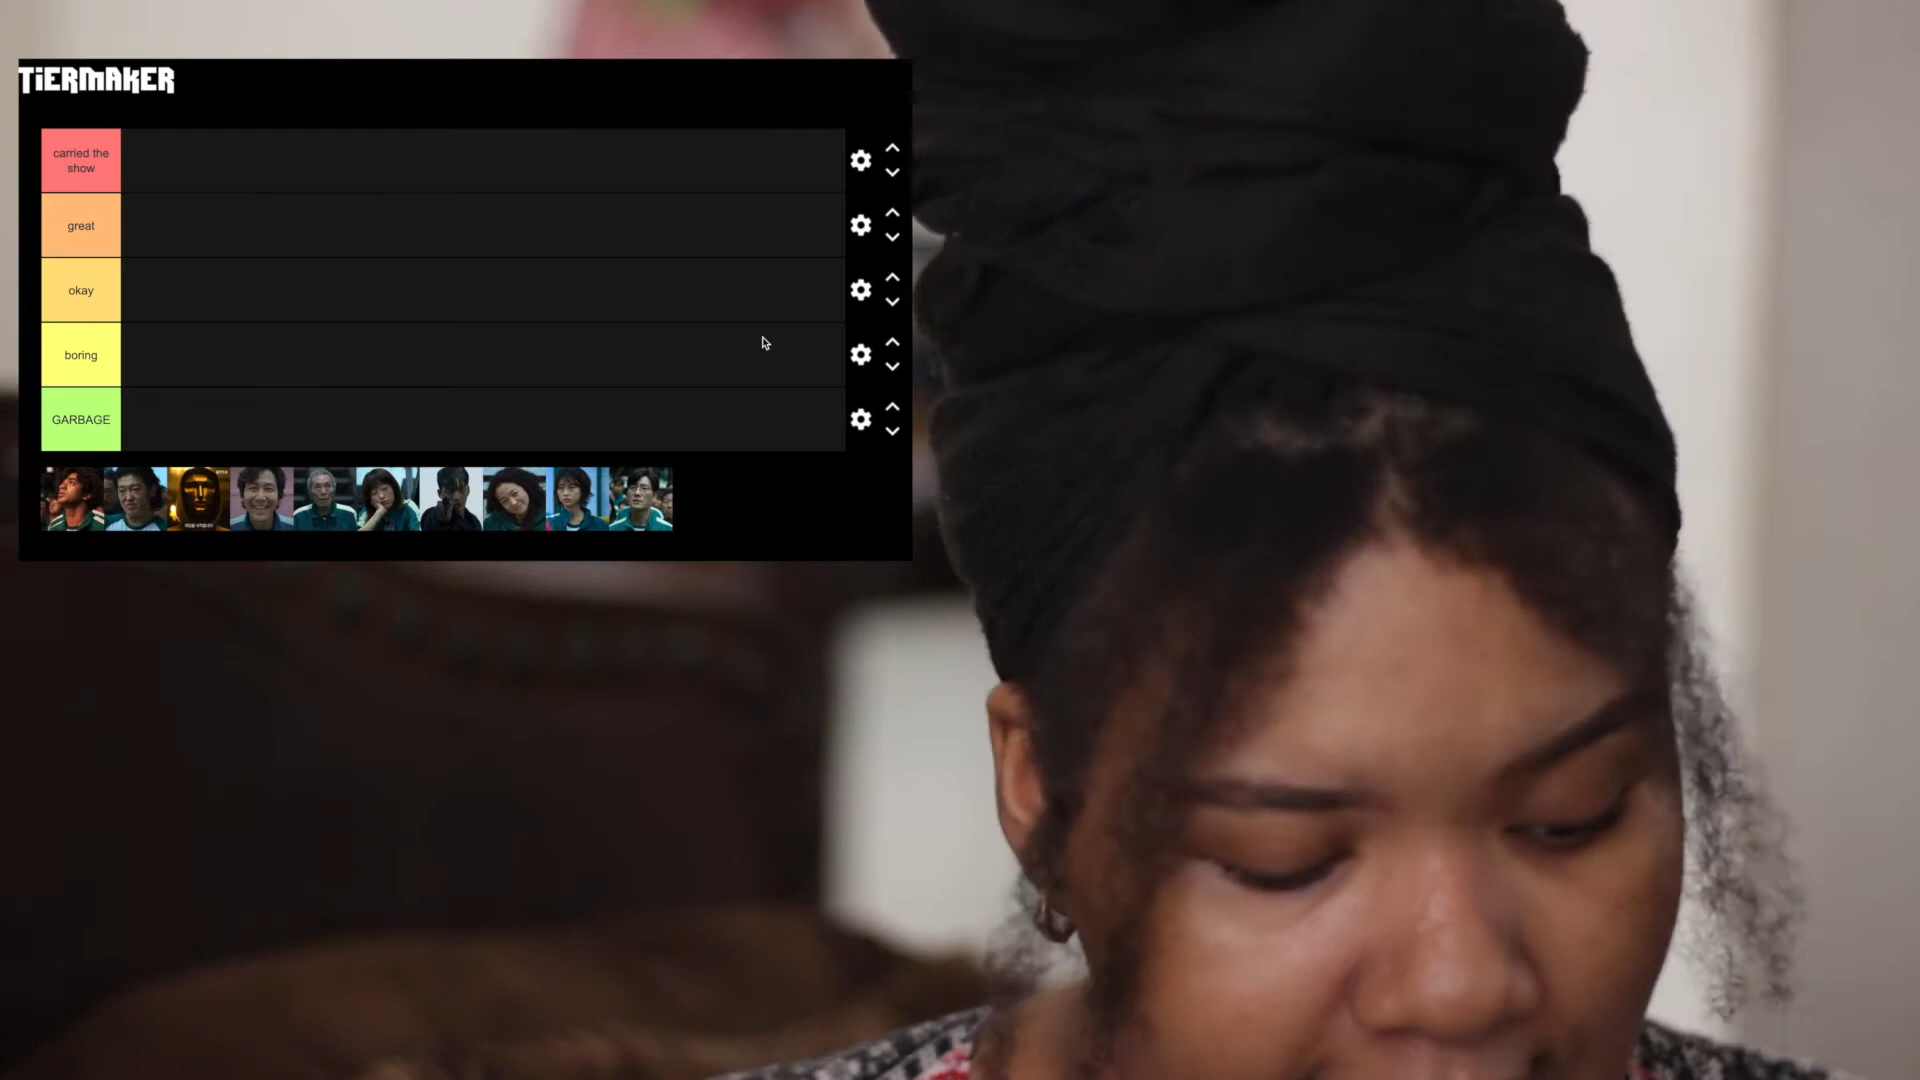 TiERMAKER
carried the
show
great
okay
boring
GARBAGE